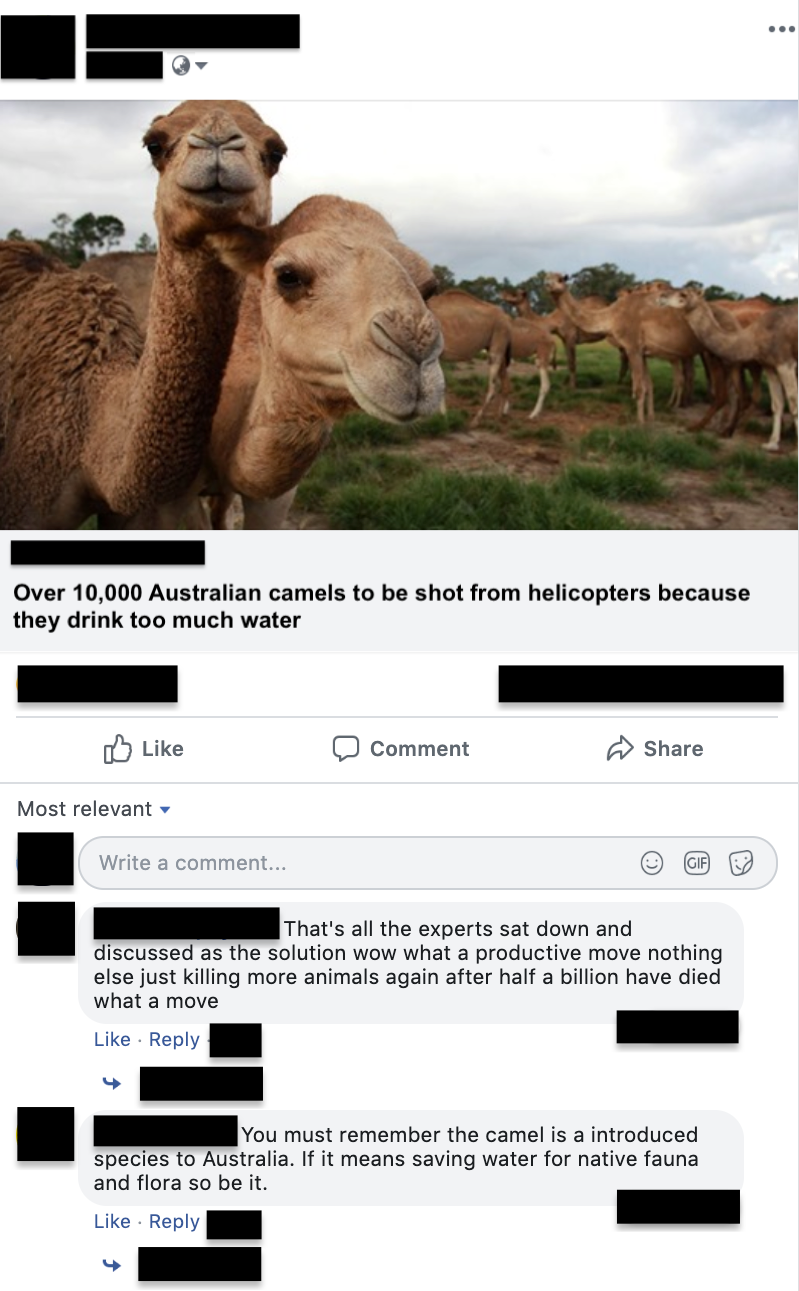 Over 10,000 Australian camels to be shot from helicopters because
they drink too much water
Like
Comment
Share
Most relevant
Write a comment...
GIF
That's all the experts sat down and
discussed as the solution wow what a productive move nothing
else just killing more animals again after half a billion have died
what a move
Like · Reply ·
You must remember the camel is a introduced
species to Australia. If it means saving water for native fauna
and flora so be it.
Like · Reply